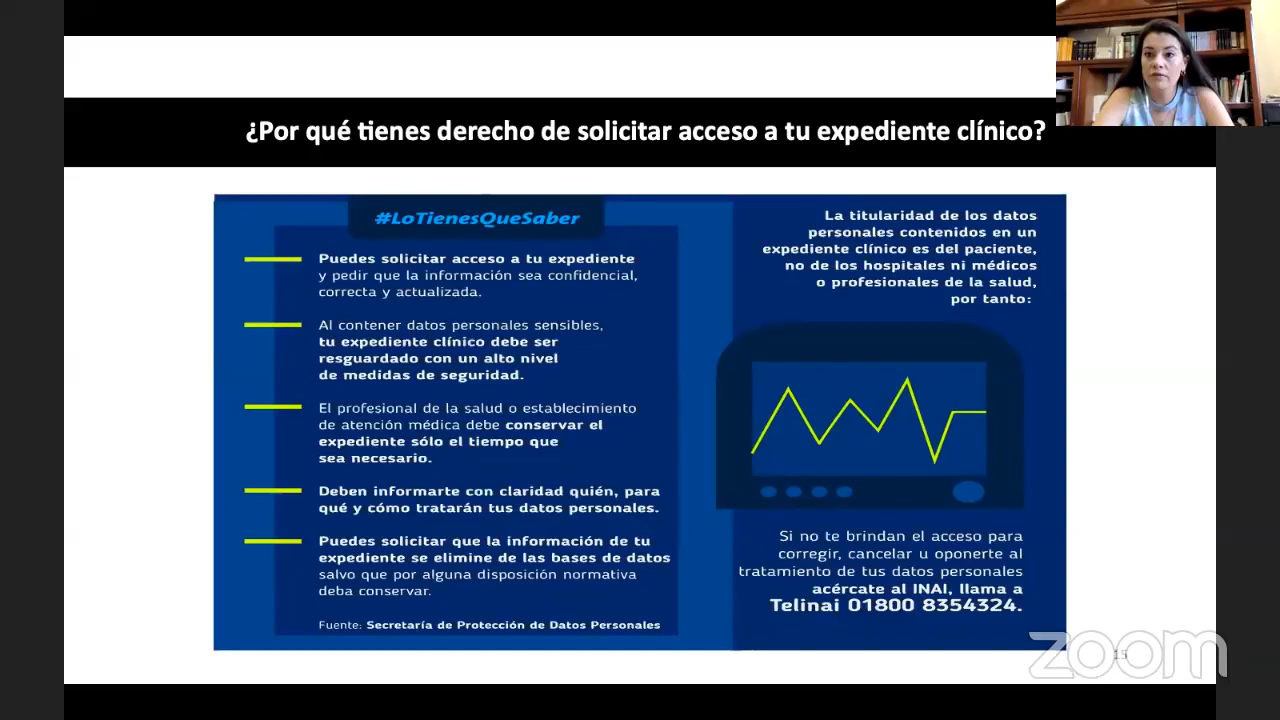 ¿Por qué tienes derecho de solicitar acceso a tu expediente clínico?
#LoTienesQueSaber
Puedes solicitar acceso a tu expediente
y pedir que la información sea confidencial,
correcta y actualizada.
Al contener datos personales sensibles,
tu expediente clínico debe ser
resguardado con un alto nivel
de medidas de seguridad.
El profesional de la salud o establecimiento
de atención médica debe conservar el
expediente sólo el tiempo que
sea necesario.
Deben informarte con claridad quién, para
qué y cómo tratarán tus datos personales.
Puedes solicitar que la información de tu
expediente se elimine de las bases de datos
salvo que por alguna disposición normativa
deba conservar.
Fuente: Secretaría de Protección de Datos Personales
La titularidad de los datos
personales contenidos en un
expediente clínico es del paciente,
no de los hospitales ni médicos
o profesionales de la salud,
por tanto:
Si no te brindan el acceso para
corregir, cancelar u oponerte al
tratamiento de tus datos personales
acércate al INAI, llama a
Telinai 01800 8354324.
zoom
15